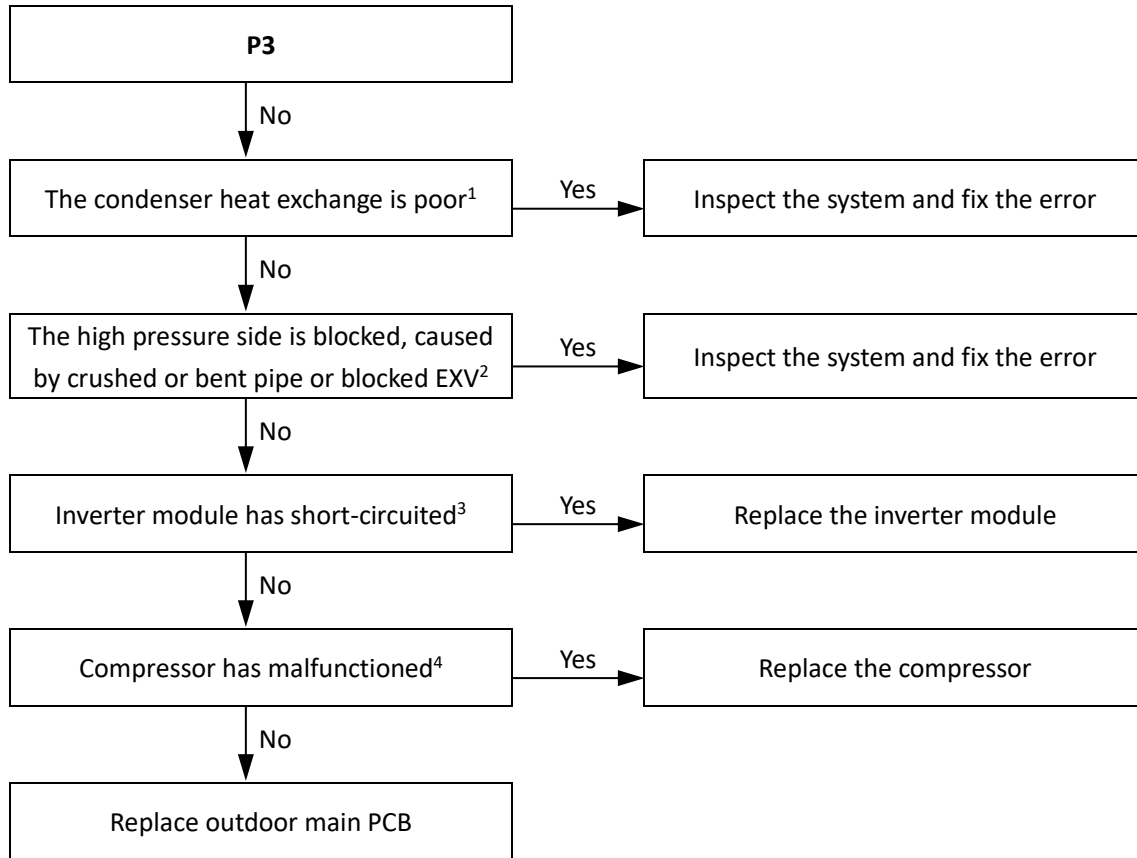 P3
No
The condenser heat exchange is poor1
Yes
Inspect the system and fix the error
No
The high pressure side is blocked, caused
by crushed or bent pipe or blocked EXV2
Yes
Inspect the system and fix the error
No
Inverter module has short-circuited3
Yes
Replace the inverter module
No
Compressor has malfunctioned4
Yes
Replace the compressor
No
Replace outdoor main PCB